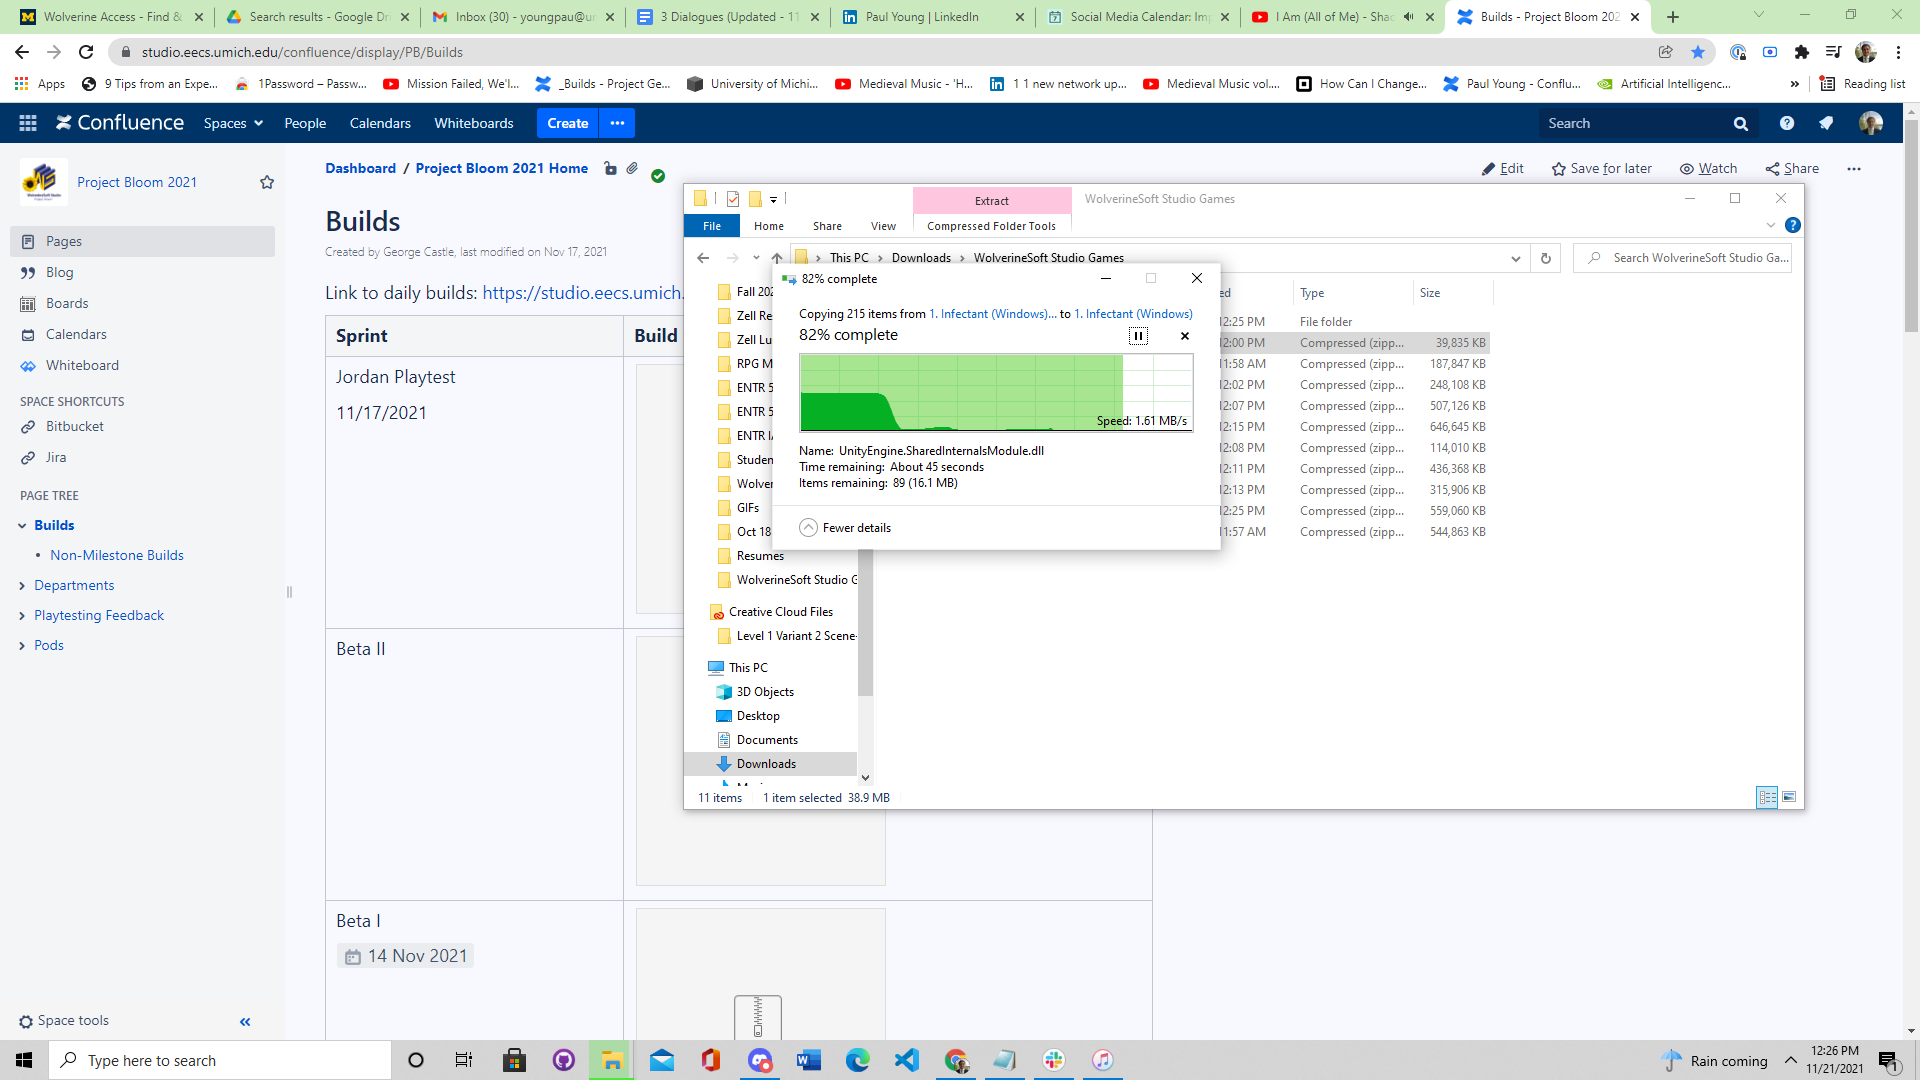 Wolverine Access - Find &
Search results - Google Dri
Inbox (30) - youngpau@um
3 Dialogues (Updated - 11
Paul Young | LinkedIn
Social Media Calendar: Imp
I Am (All of Me) - Shad
Builds - Project Bloom 202
studio.eecs.umich.edu/confluence/display/PB/Builds
Apps
9 Tips from an Expe...
1Password – Passw...
Mission Failed, We'l...
_Builds - Project Ge...
University of Michi...
Medieval Music - 'H...
1 1 new network up...
Medieval Music vol....
How Can I Change...
Paul Young - Conflu...
Artificial Intelligenc...
»
Reading list
Confluence
Spaces
People
Calendars
Whiteboards
Create
Search
Project Bloom 2021
Pages
Blog
Boards
Calendars
Whiteboard
SPACE SHORTCUTS
Bitbucket
Jira
PAGE TREE
Builds
Non-Milestone Builds
Departments
Playtesting Feedback
Pods
Space tools
Dashboard / Project Bloom 2021 Home
Edit
Save for later
Watch
Share
Builds
Created by George Castle, last modified on Nov 17, 2021
Link to daily builds: https://studio.eecs.umich.
Sprint
Build
Jordan Playtest
11/17/2021
Beta II
Beta I
14 Nov 2021
Extract
WolverineSoft Studio Games
File
Home
Share
View
Compressed Folder Tools
This PC > Downloads > WolverineSoft Studio Games
Search WolverineSoft Studio Ga...
Fall 202
Zell Re
Zell Lu
RPG M
ENTR 5
ENTR 5
ENTR I
Studen
Wolver
GIFs
Oct 18
Resumes
WolverineSoft Studio G
Creative Cloud Files
Level 1 Variant 2 Scene-
This PC
3D Objects
Desktop
Documents
Downloads
ed
Type
Size
12:25 PM File folder
12:00 PM Compressed (zipp... 39,835 KB
11:58 AM Compressed (zipp... 187,847 KB
12:02 PM Compressed (zipp... 248,108 KB
12:07 PM Compressed (zipp... 507,126 KB
12:15 PM Compressed (zipp... 646,645 KB
12:08 PM Compressed (zipp... 114,010 KB
12:11 PM Compressed (zipp... 436,368 KB
12:13 PM Compressed (zipp... 315,906 KB
12:25 PM Compressed (zipp... 559,060 KB
11:57 AM Compressed (zipp... 544,863 KB
11 items
1 item selected 38.9 MB
82% complete
Copying 215 items from 1. Infectant (Windows)... to 1. Infectant (Windows)
82% complete
Speed: 1.61 MB/s
Name: UnityEngine.SharedInternalsModule.dll
Time remaining: About 45 seconds
Items remaining: 89 (16.1 MB)
Fewer details
Type here to search
Rain coming
12:26 PM
11/21/2021
1